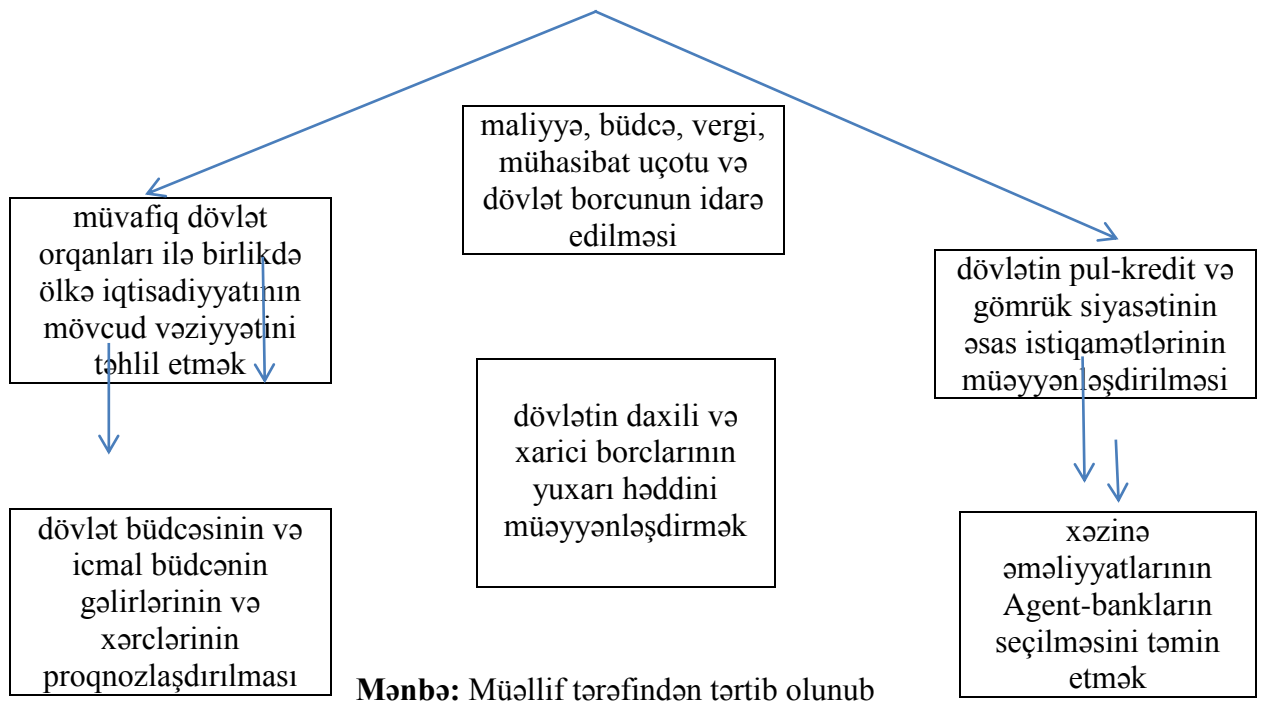 maliyyə, büdcə, vergi,
mühasibat uçotu və
dövlət borcunun idarə
edilməsi
müvafiq dövlət
orqanları ilə birlikdə
ölkə iqtisadiyyatının
mövcud vəziyyətini
təhlil etmək
dövlətin pul-kredit və
gömrük siyasətinin
əsas istiqamətlərinin
müəyyənləşdirilməsi
dövlətin daxili və
xarici borclarının
yuxarı həddini
müəyyənləşdirmək
dövlət büdcəsinin və
icmal büdcənin
gəlirlərinin və
xərclərinin
proqnozlaşdırılması
xəzinə
əməliyyatlarının
Agent-bankların
seçilməsini təmin
etmək
Mənbə: Müəllif tərəfindən tərtib olunub